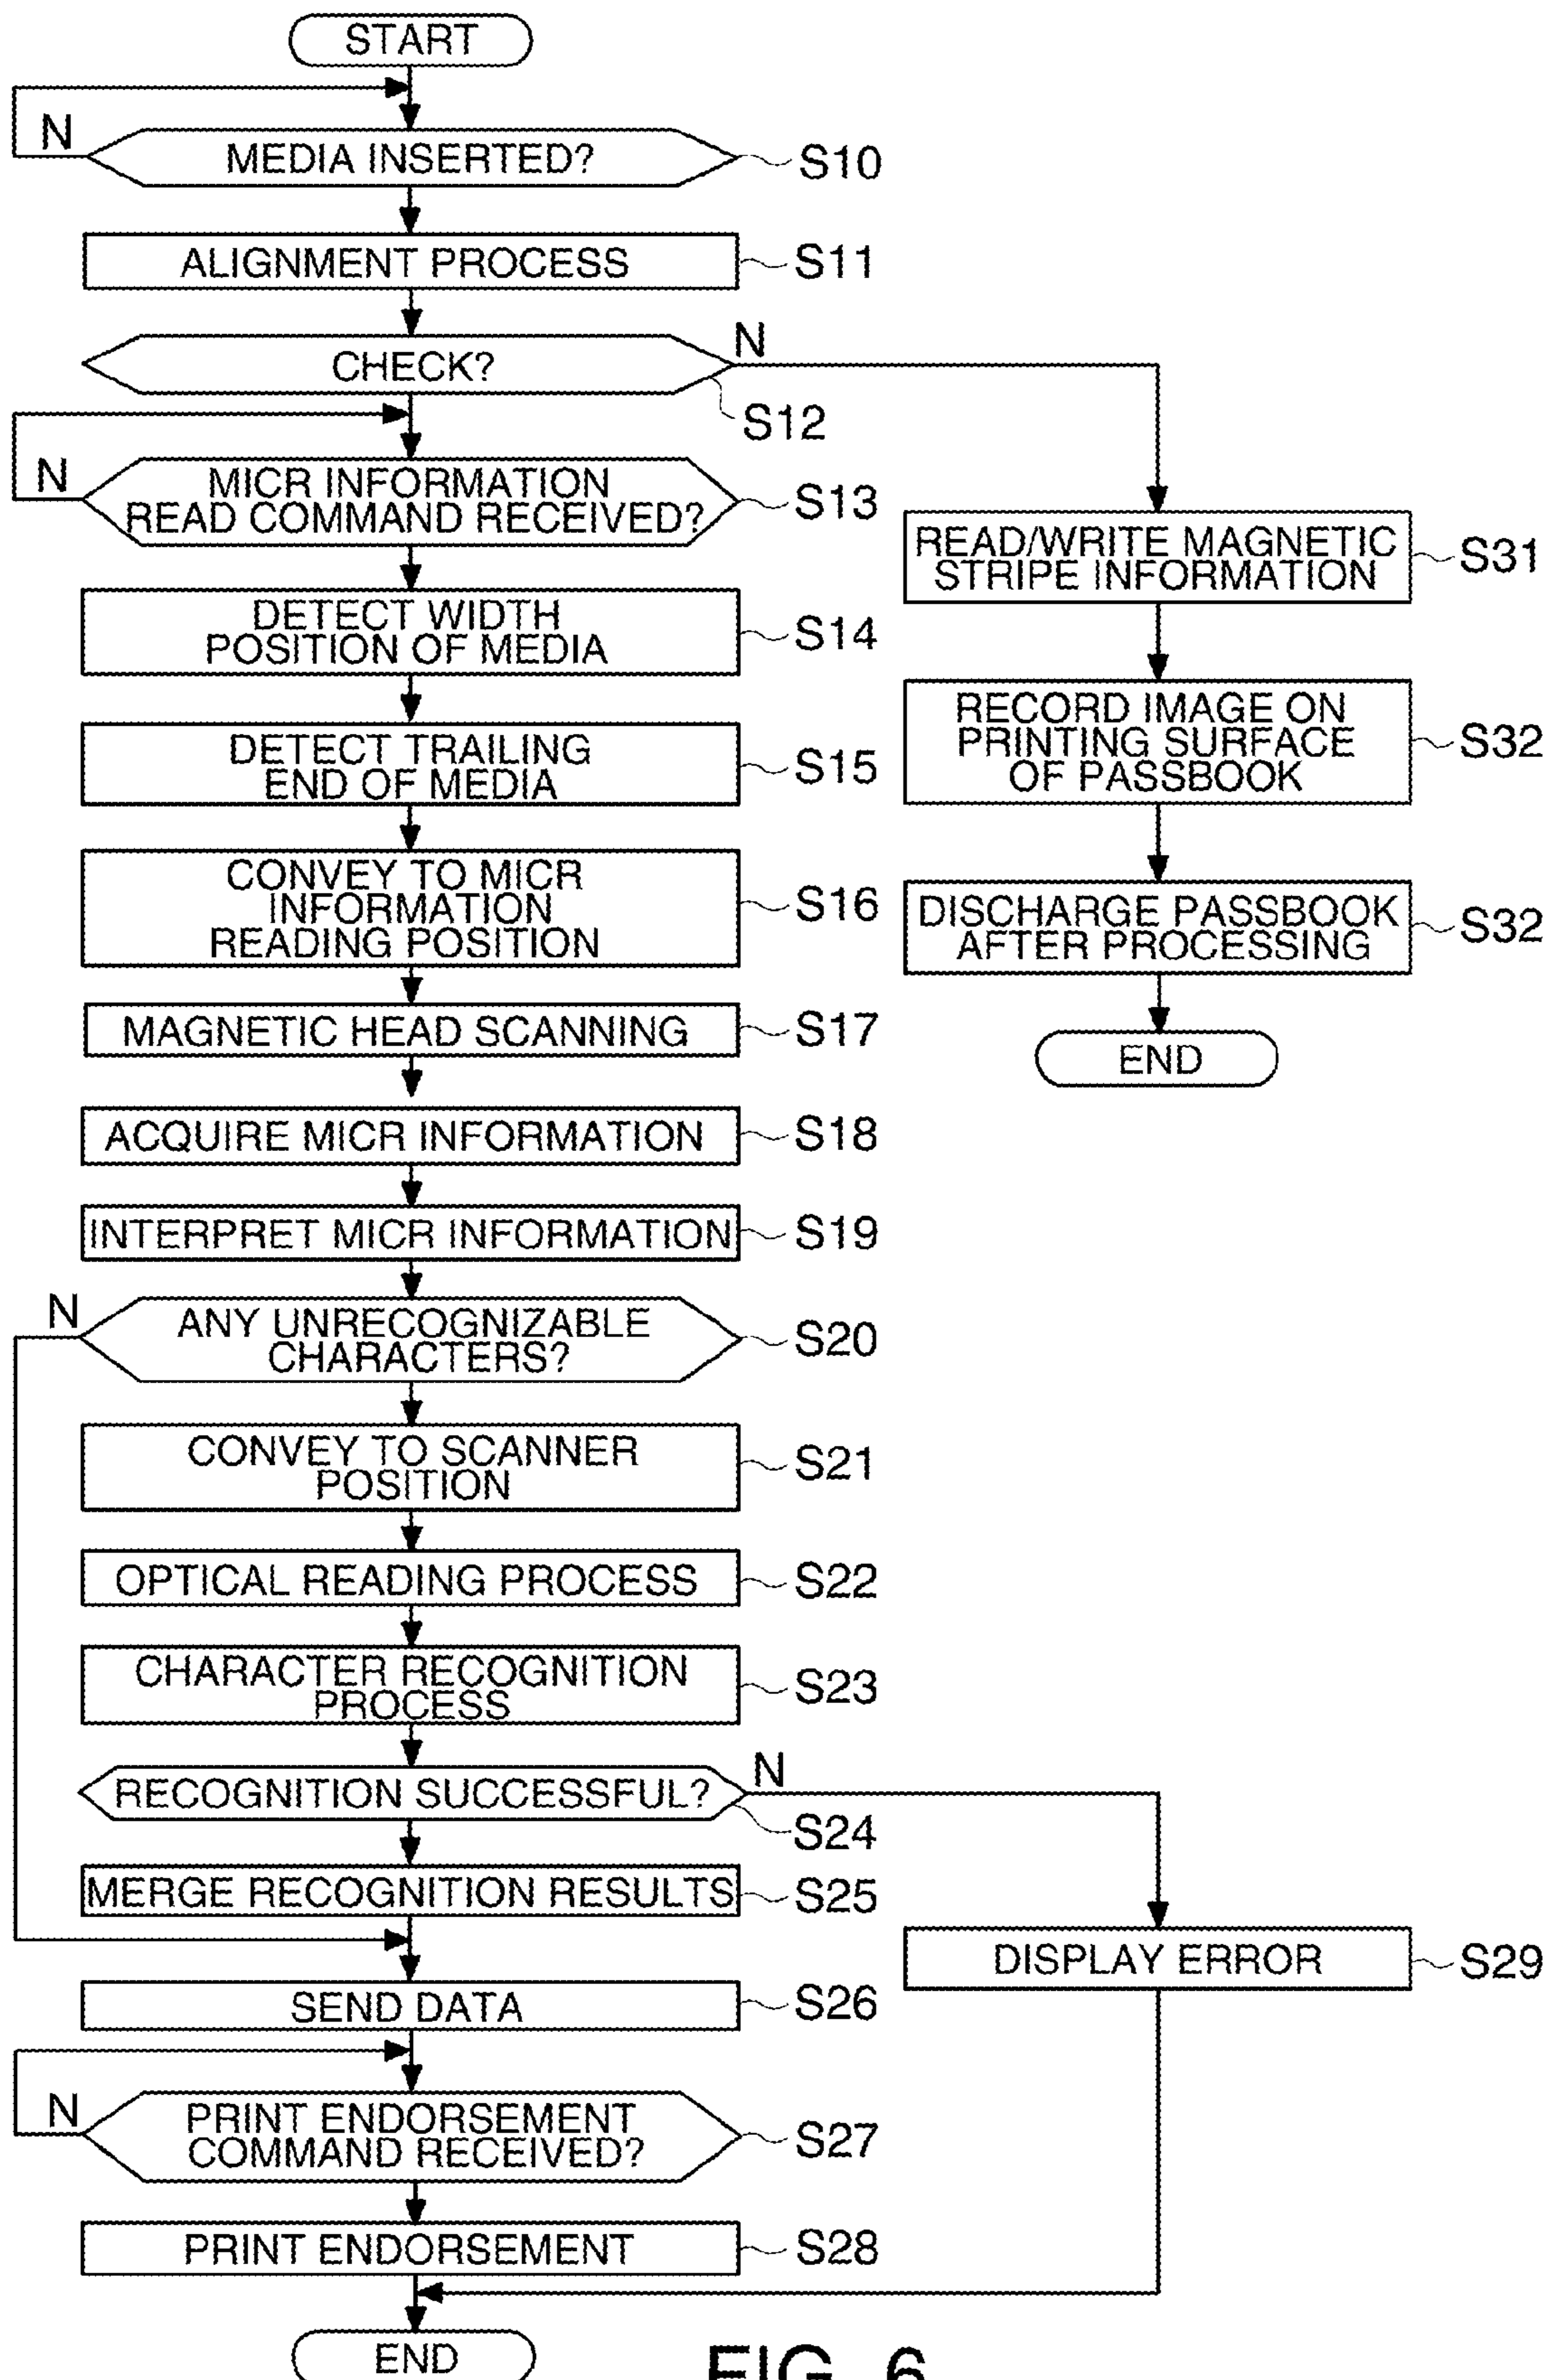 START
N
MEDIA INSERTED?
S10
ALIGNMENT PROCESS
S11
CHECK?
N
S12
N
MICR INFORMATION
READ COMMAND RECEIVED?
S13
DETECT WIDTH
POSITION OF MEDIA
S14
DETECT TRAILING
END OF MEDIA
S15
CONVEY TO MICR
INFORMATION
READING POSITION
S16
MAGNETIC HEAD SCANNING
S17
ACQUIRE MICR INFORMATION
S18
INTERPRET MICR INFORMATION
S19
N
ANY UNRECOGNIZABLE
CHARACTERS?
S20
CONVEY TO SCANNER
POSITION
S21
OPTICAL READING PROCESS
S22
CHARACTER RECOGNITION
PROCESS
S23
RECOGNITION SUCCESSFUL?
N
S24
MERGE RECOGNITION RESULTS
S25
SEND DATA
S26
N
PRINT ENDORSEMENT
COMMAND RECEIVED?
S27
PRINT ENDORSEMENT
S28
END
READ/WRITE MAGNETIC
STRIPE INFORMATION
S31
RECORD IMAGE ON
PRINTING SURFACE
OF PASSBOOK
S32
DISCHARGE PASSBOOK
AFTER PROCESSING
S32
END
DISPLAY ERROR
S29
FIG. 6